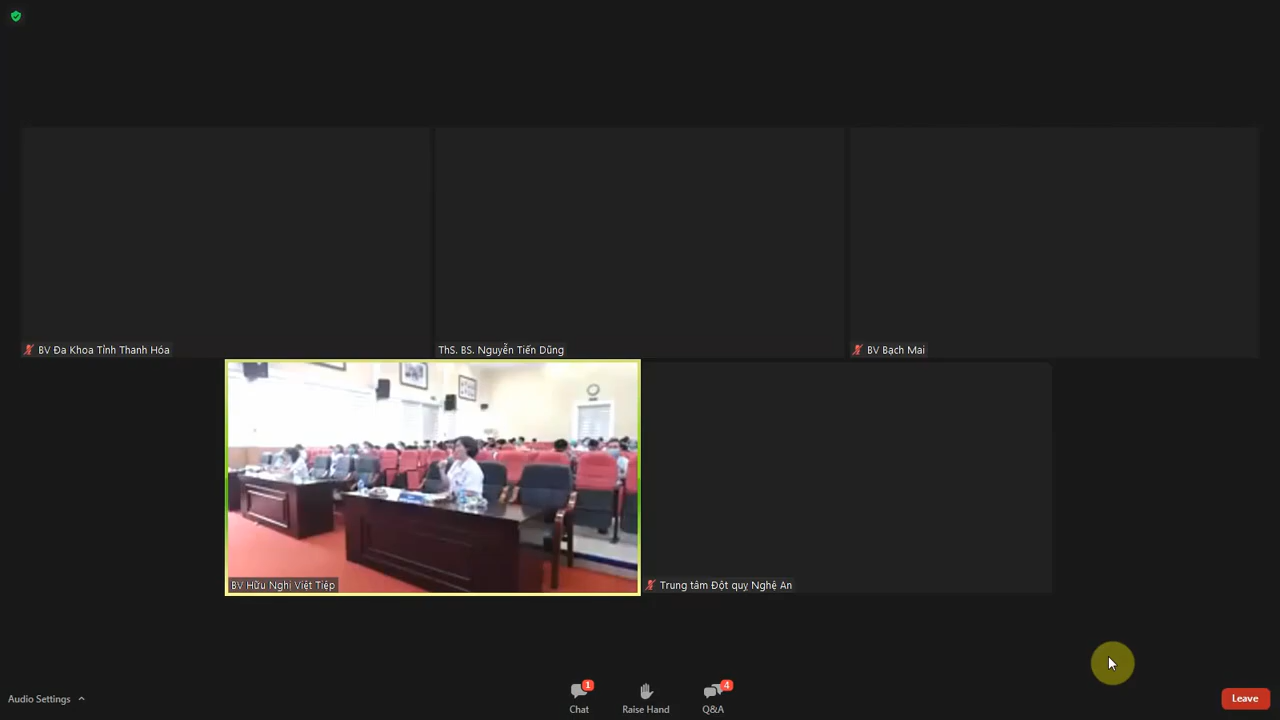 BV Đa Khoa Tỉnh Thanh Hóa
ThS. BS. Nguyễn Tiến Dũng
BV Bạch Mai
BV Hữu Nghị Việt Tiệp
Trung tâm Đột quỵ Nghệ An
Audio Settings
1
Chat
Raise Hand
4
Q&A
Leave